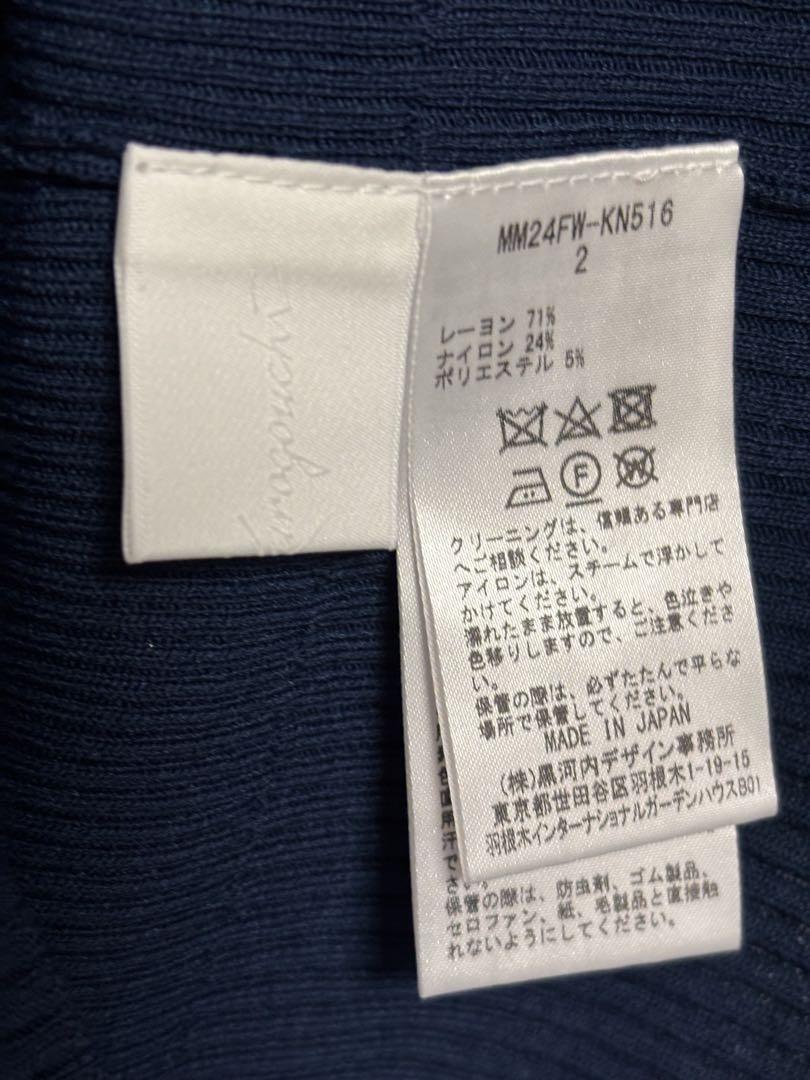 MM24FW-KN516
2
レーヨン 71%
ナイロン 24%
ポリエステル 5%
F
W
クリーニングは、信頼ある専門店
へご相談ください。
アイロンは、スチームで浮かして
かけてください。
濡れたまま放置すると、色泣きや
色移りしますので、ご注意くださ
い。
保管の際は、必ずたたんで平らな
場所で保管してください。
MADE IN JAPAN
(株)黒河内デザイン事務所
東京都世田谷区羽根木1-19-15
羽根木インターナショナルガーデンハウスB01
さい。
保管の際は、防虫剤、ゴム製品、
セロファン、紙、毛製品と直接触
れないようにしてください。